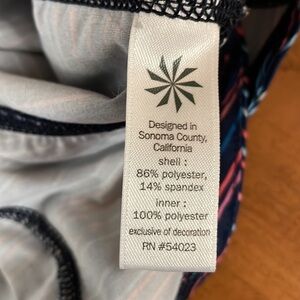 Designed in
Sonoma County,
California
shell :
86% polyester,
14% spandex
inner :
100% polyester
exclusive of decoration
RN #54023